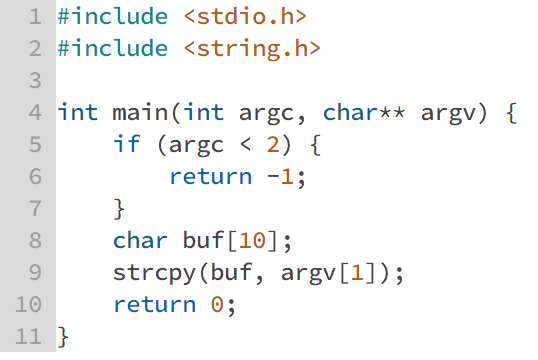 1 #include <stdio.h>
2 #include <string.h>
3
4 int main(int argc, char** argv) {
5     if (argc < 2) {
6         return -1;
7     }
8     char buf[10];
9     strcpy(buf, argv[1]);
10     return 0;
11 }